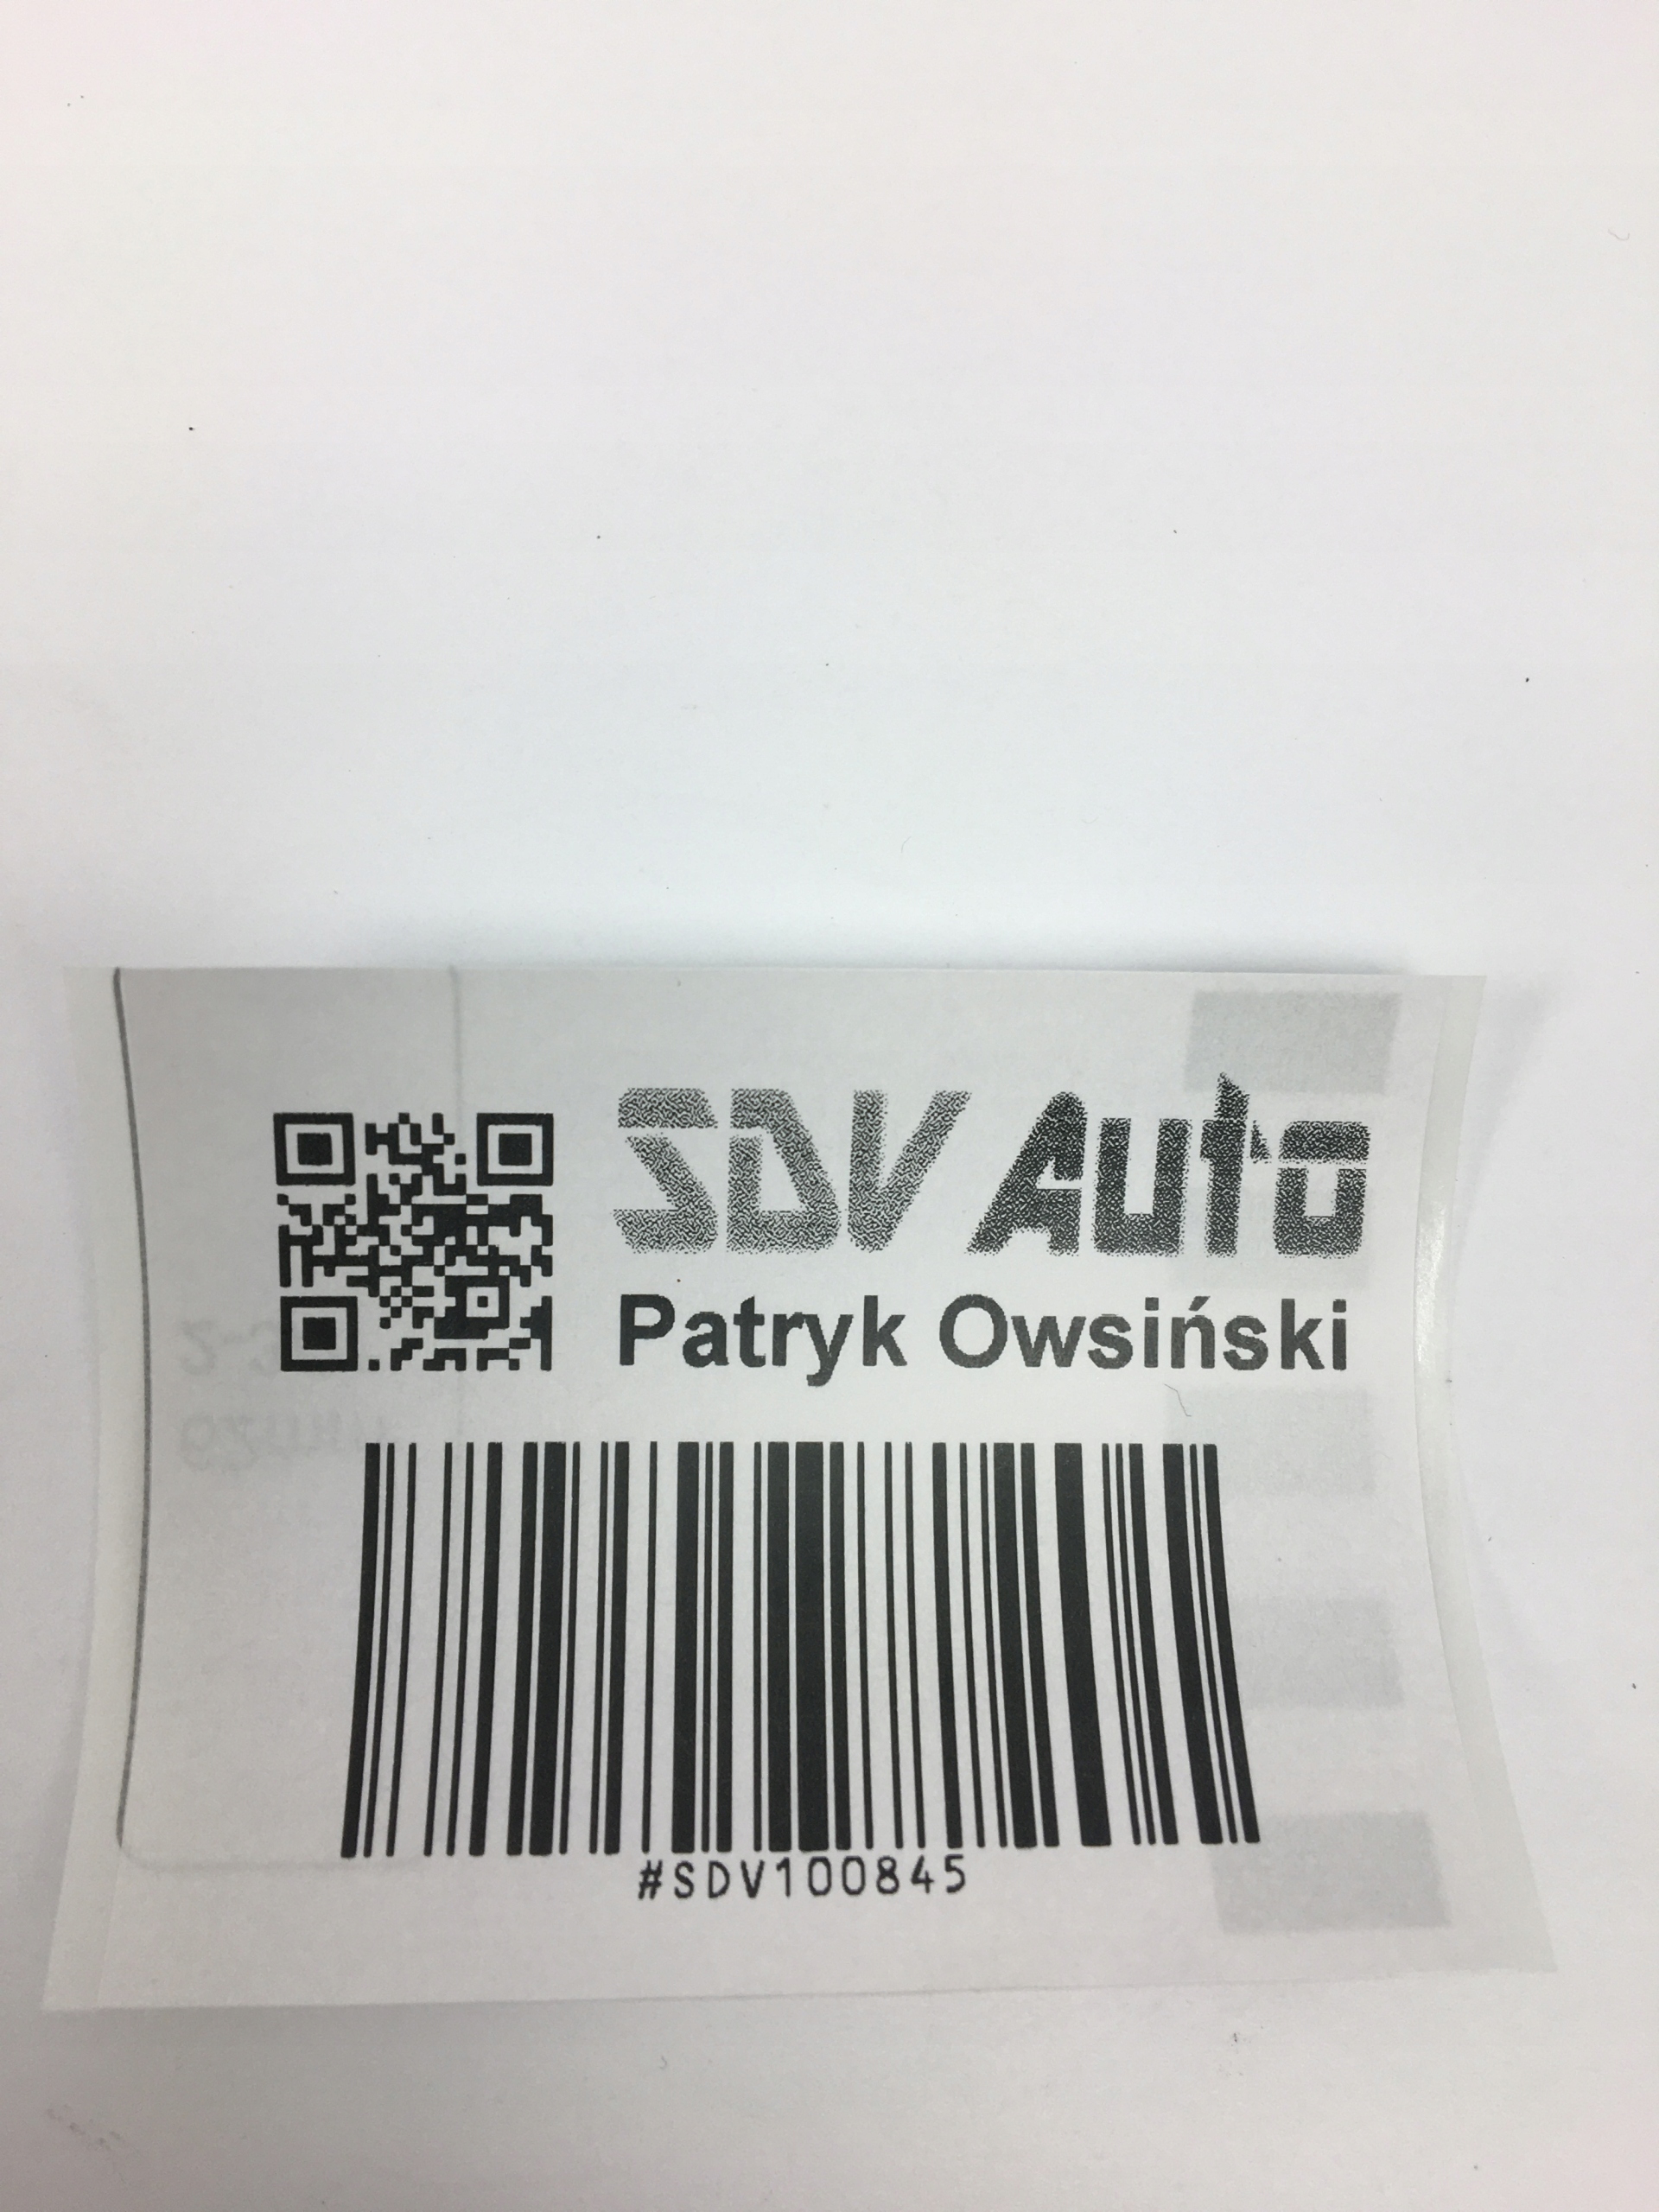 SDV Auto
Patryk Owsiński
#SDV100845